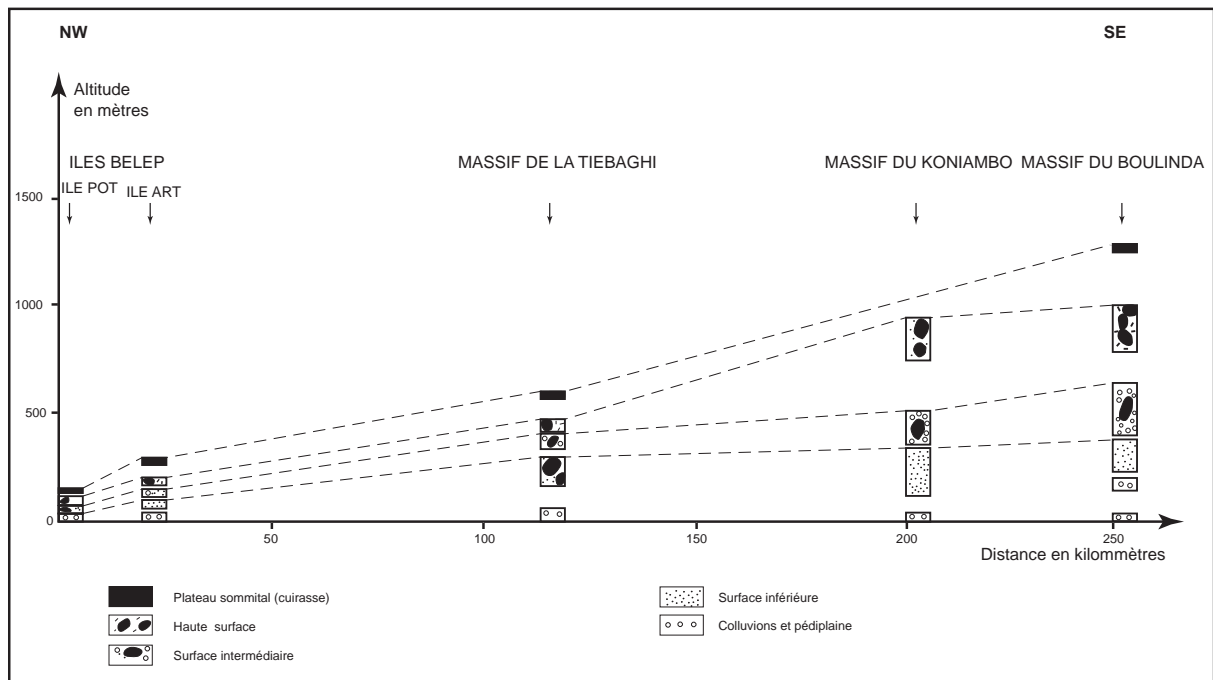 NW
SE
Altitude
en mètres
ILES BELEP
MASSIF DE LA TIEBAGHI
MASSIF DU KONIAMBO
MASSIF DU BOULINDA
ILE POT
ILE ART
1500
1000
500
0
50
100
150
200
250
Distance en kilommètres
Plateau sommital (cuirasse)
Haute surface
Surface intermédiaire
Surface inférieure
Colluvions et pédiplaine